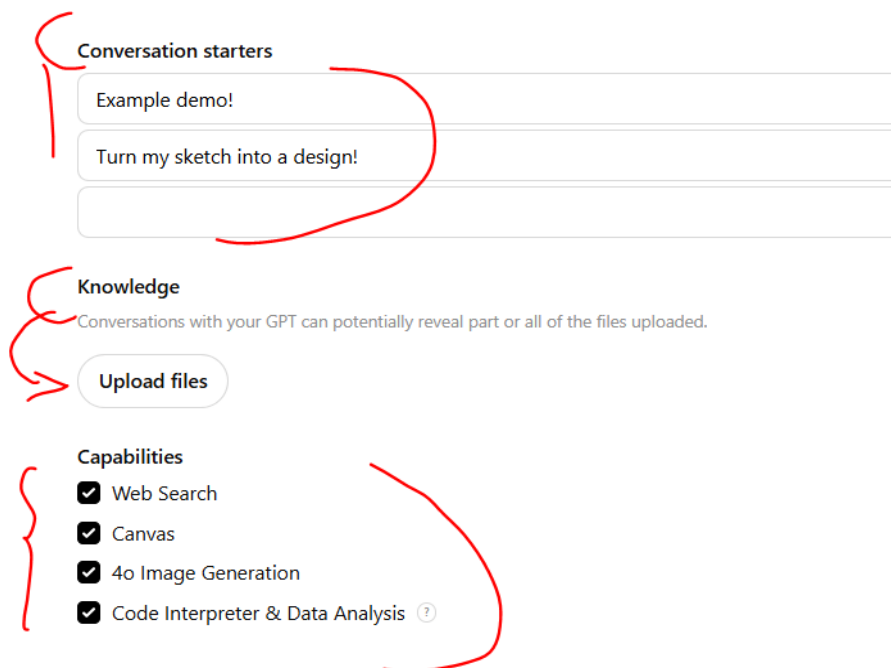 Conversation starters
Example demo!
Turn my sketch into a design!
Knowledge
Conversations with your GPT can potentially reveal part or all of the files uploaded.
Upload files
Capabilities
Web Search
Canvas
4o Image Generation
Code Interpreter & Data Analysis ?